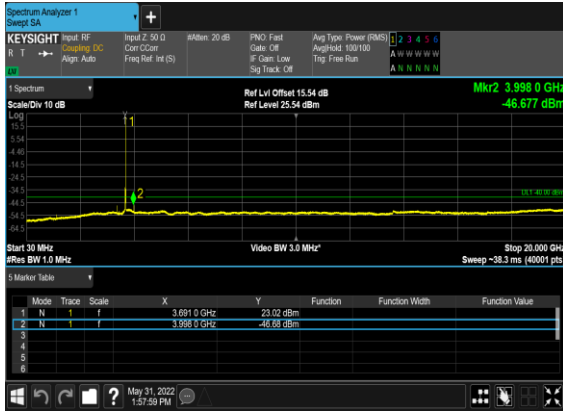 Spectrum Analyzer 1
Swept SA
+
KEYSIGHT Input: RF Input Z: 50 Ω #Atten: 20 dB PNO: Fast Avg Type: Power (RMS) 1 2 3 4 5 6
R T Coupling: DC Corr CCorr Gate: Off Avg|Hold: 100/100 A W W W W W
Align: Auto Freq Ref: Int (S) IF Gain: Low Trig: Free Run
Sig Track: Off A N N N N N
1 Spectrum Ref Lvl Offset 15.54 dB Mkr2 3.998 0 GHz
Scale/Div 10 dB Ref Level 25.54 dBm -46.677 dBm
Log
15.5
5.54
-4.46
-14.5
-24.5
-34.5
-44.5
-54.5
-64.5
1
2
DL1 -40.00 dBm
Start 30 MHz Video BW 3.0 MHz* Stop 20.000 GHz
#Res BW 1.0 MHz Sweep ~38.3 ms (40001 pts)
5 Marker Table
Mode Trace Scale X Y Function Function Width Function Value
1 N 1 f 3.691 0 GHz 23.02 dBm
2 N 1 f 3.998 0 GHz -46.68 dBm
3
4
5
6
? May 31, 2022
1:57:59 PM